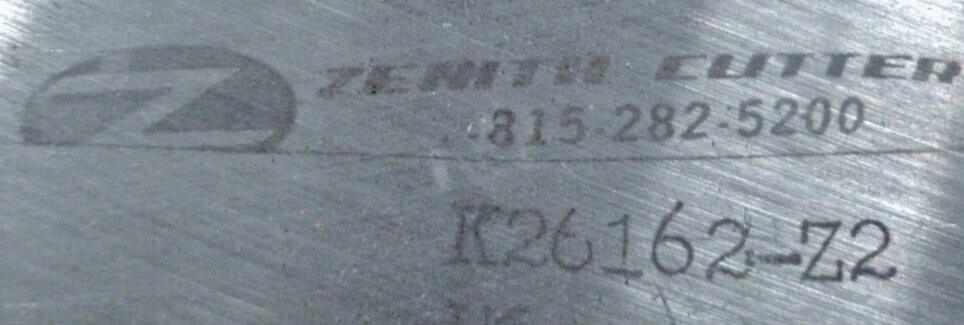 ZENITH CUTTER
815-282-5200
K26162-Z2